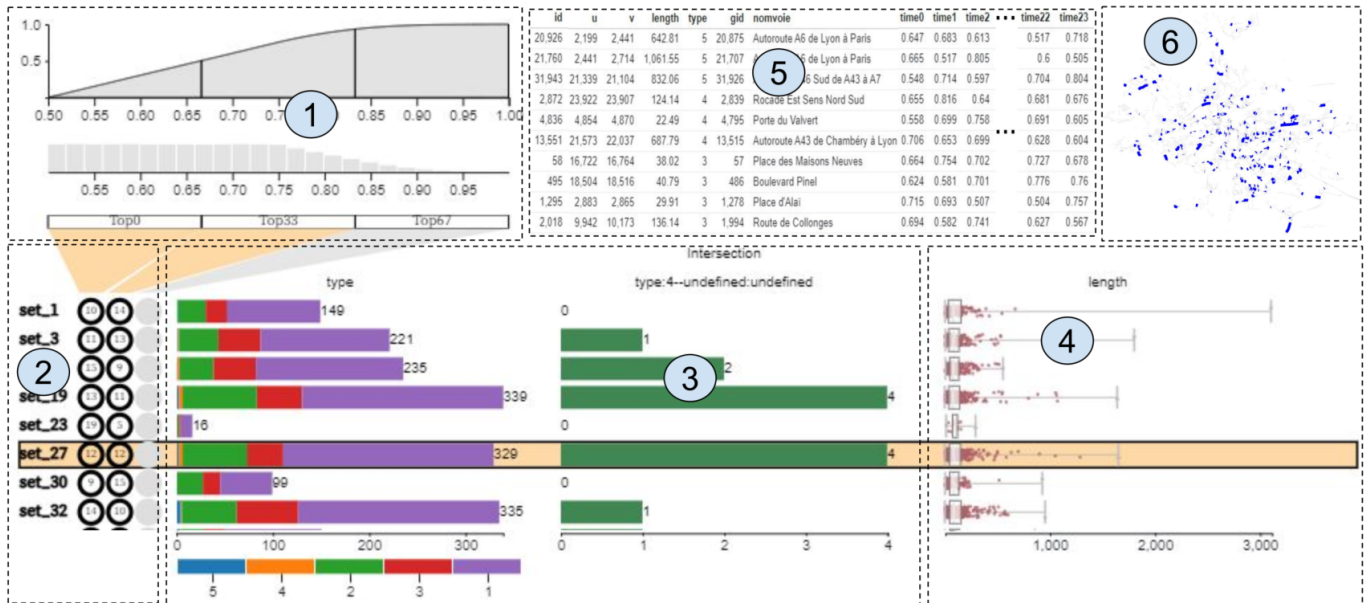 1.0
0.5
0.50 0.55 0.60 0.65 0.70 0.75 0.80 0.85 0.90 0.95 1.00
1
0.55 0.60 0.65 0.70 0.75 0.80 0.85 0.90 0.95
Top0 Top33 Top67
id u v length type gid nomvoie time0 time1 time2 ••• time22 time23
20,926 2,199 2,441 642.81 5 20,875 Autoroute A6 de Lyon à Paris 0.647 0.683 0.613 0.517 0.718
21,760 2,441 2,714 1,061.55 5 21,707 de Lyon à Paris 0.665 0.517 0.805 0.6 0.505
31,943 21,339 21,104 832.06 5 31,926 Sud de A43 à A7 0.548 0.714 0.597 0.704 0.804
2,872 23,922 23,907 124.14 4 2,839 Rocade Est Sens Nord Sud 0.655 0.816 0.64 0.681 0.676
4,836 4,854 4,870 22.49 4 4,795 Porte du Valvert 0.558 0.699 0.758 0.691 0.605
13,551 21,573 22,037 687.79 4 13,515 Autoroute A43 de Chambéry à Lyon 0.706 0.653 0.699 ••• 0.628 0.604
58 16,722 16,764 38.02 3 57 Place des Maisons Neuves 0.664 0.754 0.702 0.727 0.678
495 18,504 18,516 40.79 3 486 Boulevard Pinel 0.624 0.581 0.701 0.776 0.76
1,295 2,883 2,865 29.91 3 1,278 Place d'Alaï 0.715 0.693 0.507 0.504 0.757
2,018 9,942 10,173 136.14 3 1,994 Route de Collonges 0.694 0.582 0.741 0.627 0.567
5
6
Intersection
type type:4--undefined:undefined length
set_1 10 14 149 0
set_3 11 13 221 1
15 9 235 2
19 13 11 339 4
set_23 19 5 16 0
set_27 12 12 329 4
set_30 9 15 99 0
set_32 14 10 335 1
2
3
4
0 100 200 300 0 1 2 3 4 1,000 2,000 3,000
5 4 2 3 1